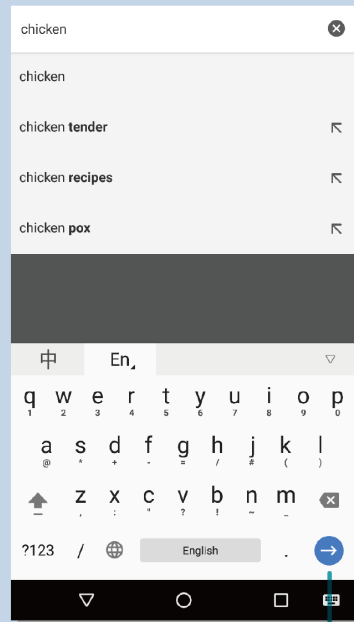 chicken
chicken
chicken tender
chicken recipes
chicken pox
中 En
q w e r t y u i o p
1 2 3 4 5 6 7 8 9 0
a s d f g h j k l
@ * + - = / # ( )
z x c v b n m
, : " ? ! ~ _
?123 / English .